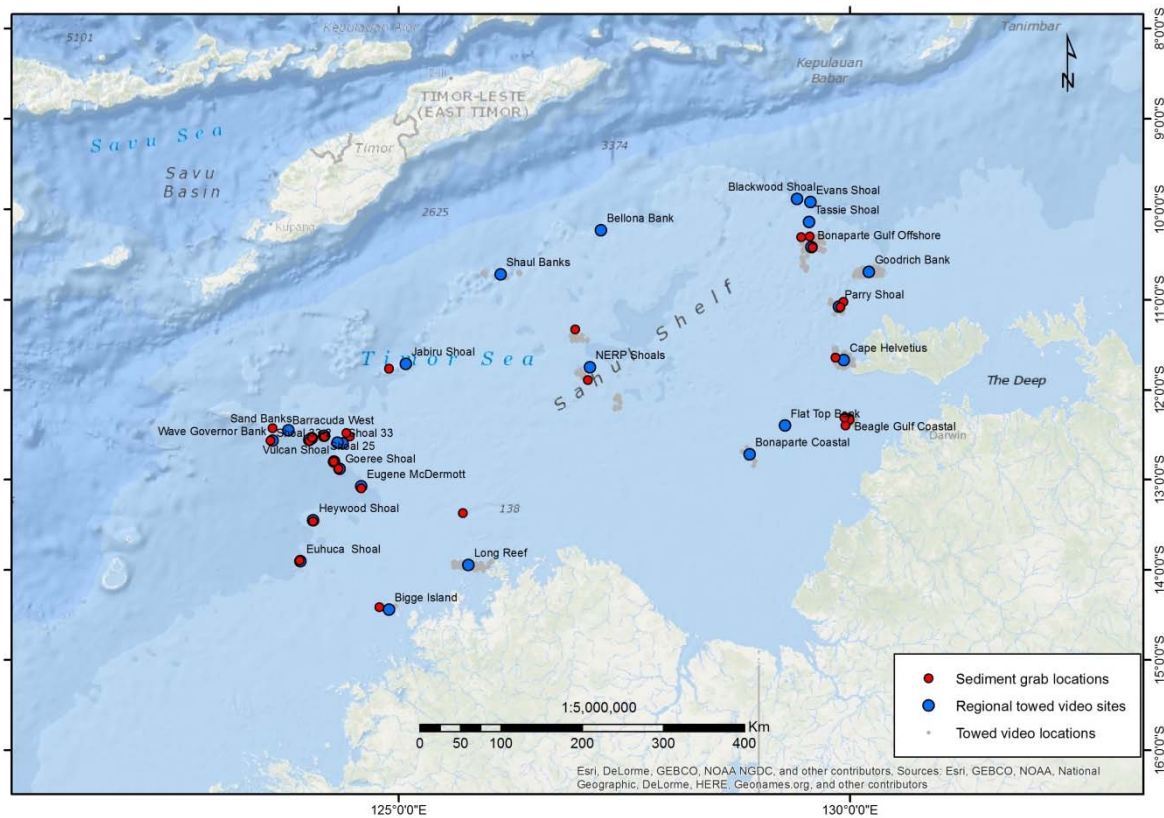 5101
Kepulauan Alor
Tanimbar
Kepulauan
Babar
Dili
TIMOR-LESTE
(EAST TIMOR)
Savu Sea
Timor
3374
Savu
Basin
2625
Kupang
Blackwood Shoal
Evans Shoal
Tassie Shoal
Bellona Bank
Bonaparte Gulf Offshore
Goodrich Bank
Shaul Banks
Parry Shoal
Sahul Shelf
Timor Sea
Jabiru Shoal
NERP Shoals
Cape Helvetius
The Deep
Sand Banks
Barracuda West
Flat Top Bank
Wave Governor Bank
Shoal 33
Beagle Gulf Coastal
Darwin
Vulcan Shoal
Shoal 25
Bonaparte Coastal
Goeree Shoal
Eugene McDermott
Heywood Shoal
138
Euhuca Shoal
Long Reef
Bigge Island
N
8°0'0"S
9°0'0"S
10°0'0"S
11°0'0"S
12°0'0"S
13°0'0"S
14°0'0"S
15°0'0"S
16°0'0"S
Sediment grab locations
Regional towed video sites
Towed video locations
1:5,000,000
Km
0 50 100 200 300 400
Esri, DeLorme, GEBCO, NOAA NGDC, and other contributors, Sources: Esri, GEBCO, NOAA, National
Geographic, DeLorme, HERE, Geonames.org, and other contributors
125°0'0"E
130°0'0"E